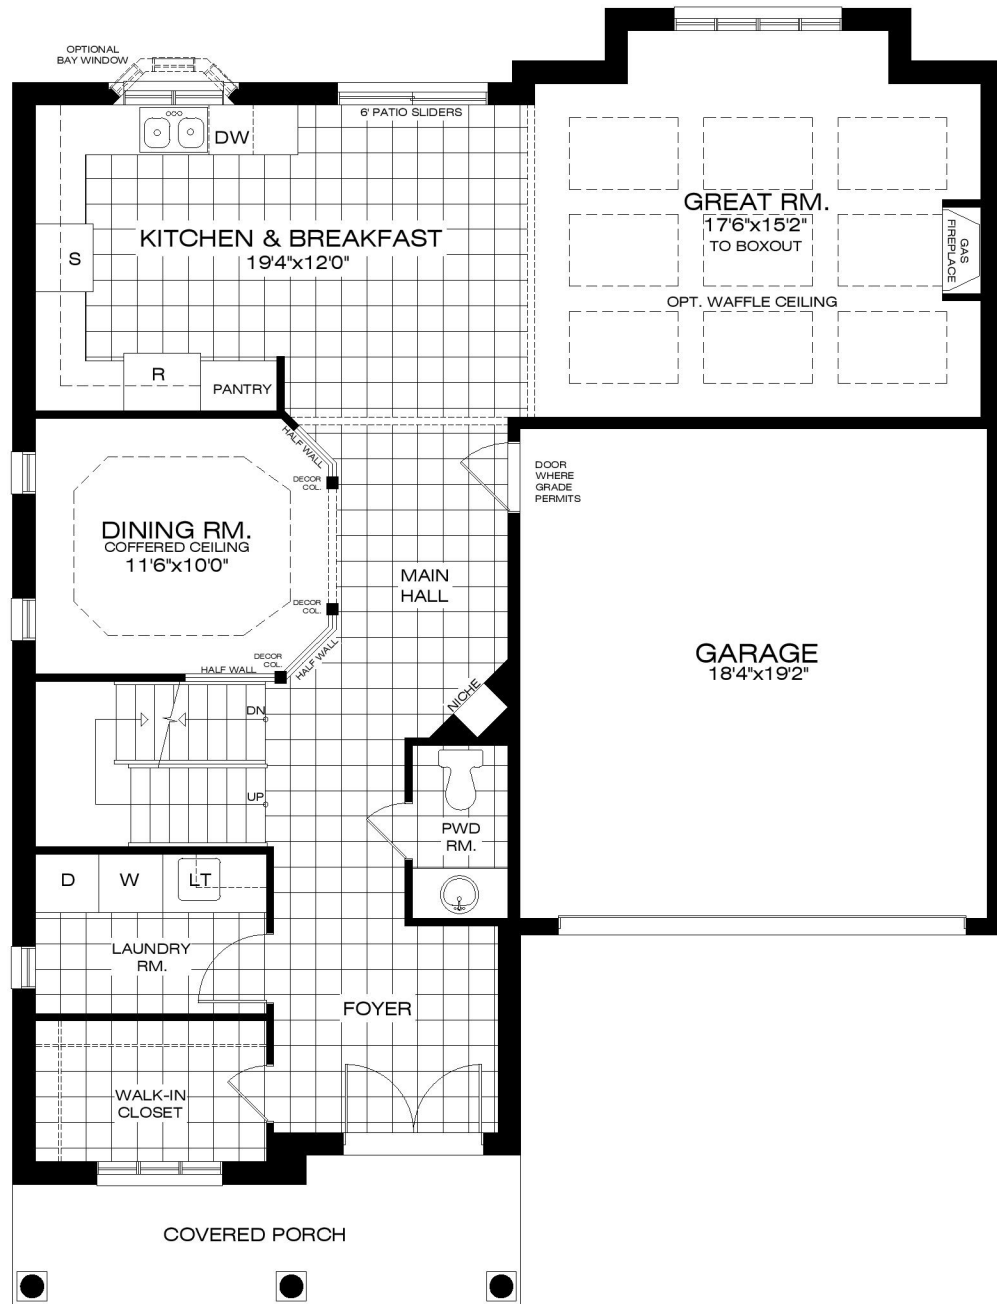 OPTIONAL
BAY WINDOW
6' PATIO SLIDERS
DW
KITCHEN & BREAKFAST
19'4"x12'0"
S
R
PANTRY
GREAT RM.
17'6"x15'2"
TO BOXOUT
GAS
FIREPLACE
OPT. WAFFLE CEILING
HALF WALL
DECOR
COL.
DINING RM.
COFFERED CEILING
11'6"x10'0"
DECOR
COL.
DECOR
COL.
HALF WALL
HALF WALL
DOOR
WHERE
GRADE
PERMITS
MAIN
HALL
GARAGE
18'4"x19'2"
NICHE
DN
UP
PWD
RM.
D
W
LT
LAUNDRY
RM.
FOYER
WALK-IN
CLOSET
COVERED PORCH